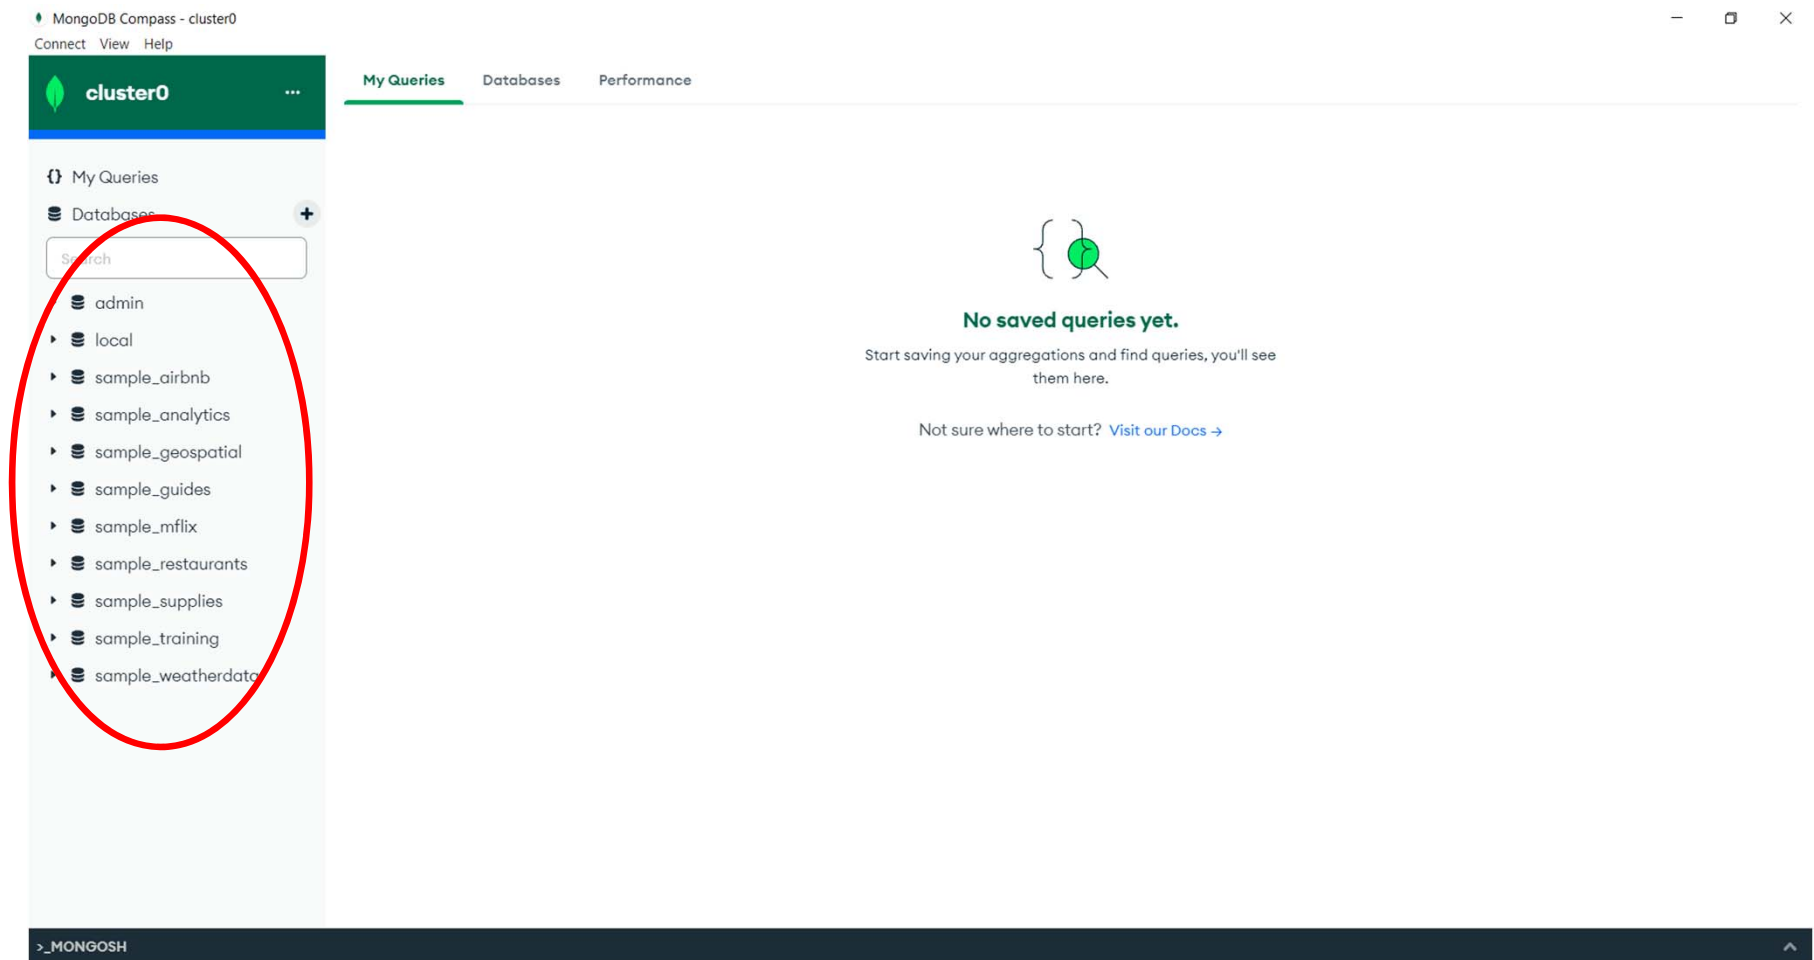 MongoDB Compass - cluster0
Connect View Help
cluster0
My Queries Databases Performance
My Queries
Databases
Search
admin
local
sample_airbnb
sample_analytics
sample_geospatial
sample_guides
sample_mflix
sample_restaurants
sample_supplies
sample_training
sample_weatherdata
No saved queries yet.
Start saving your aggregations and find queries, you'll see
them here.
Not sure where to start? Visit our Docs →
>_MONGOSH